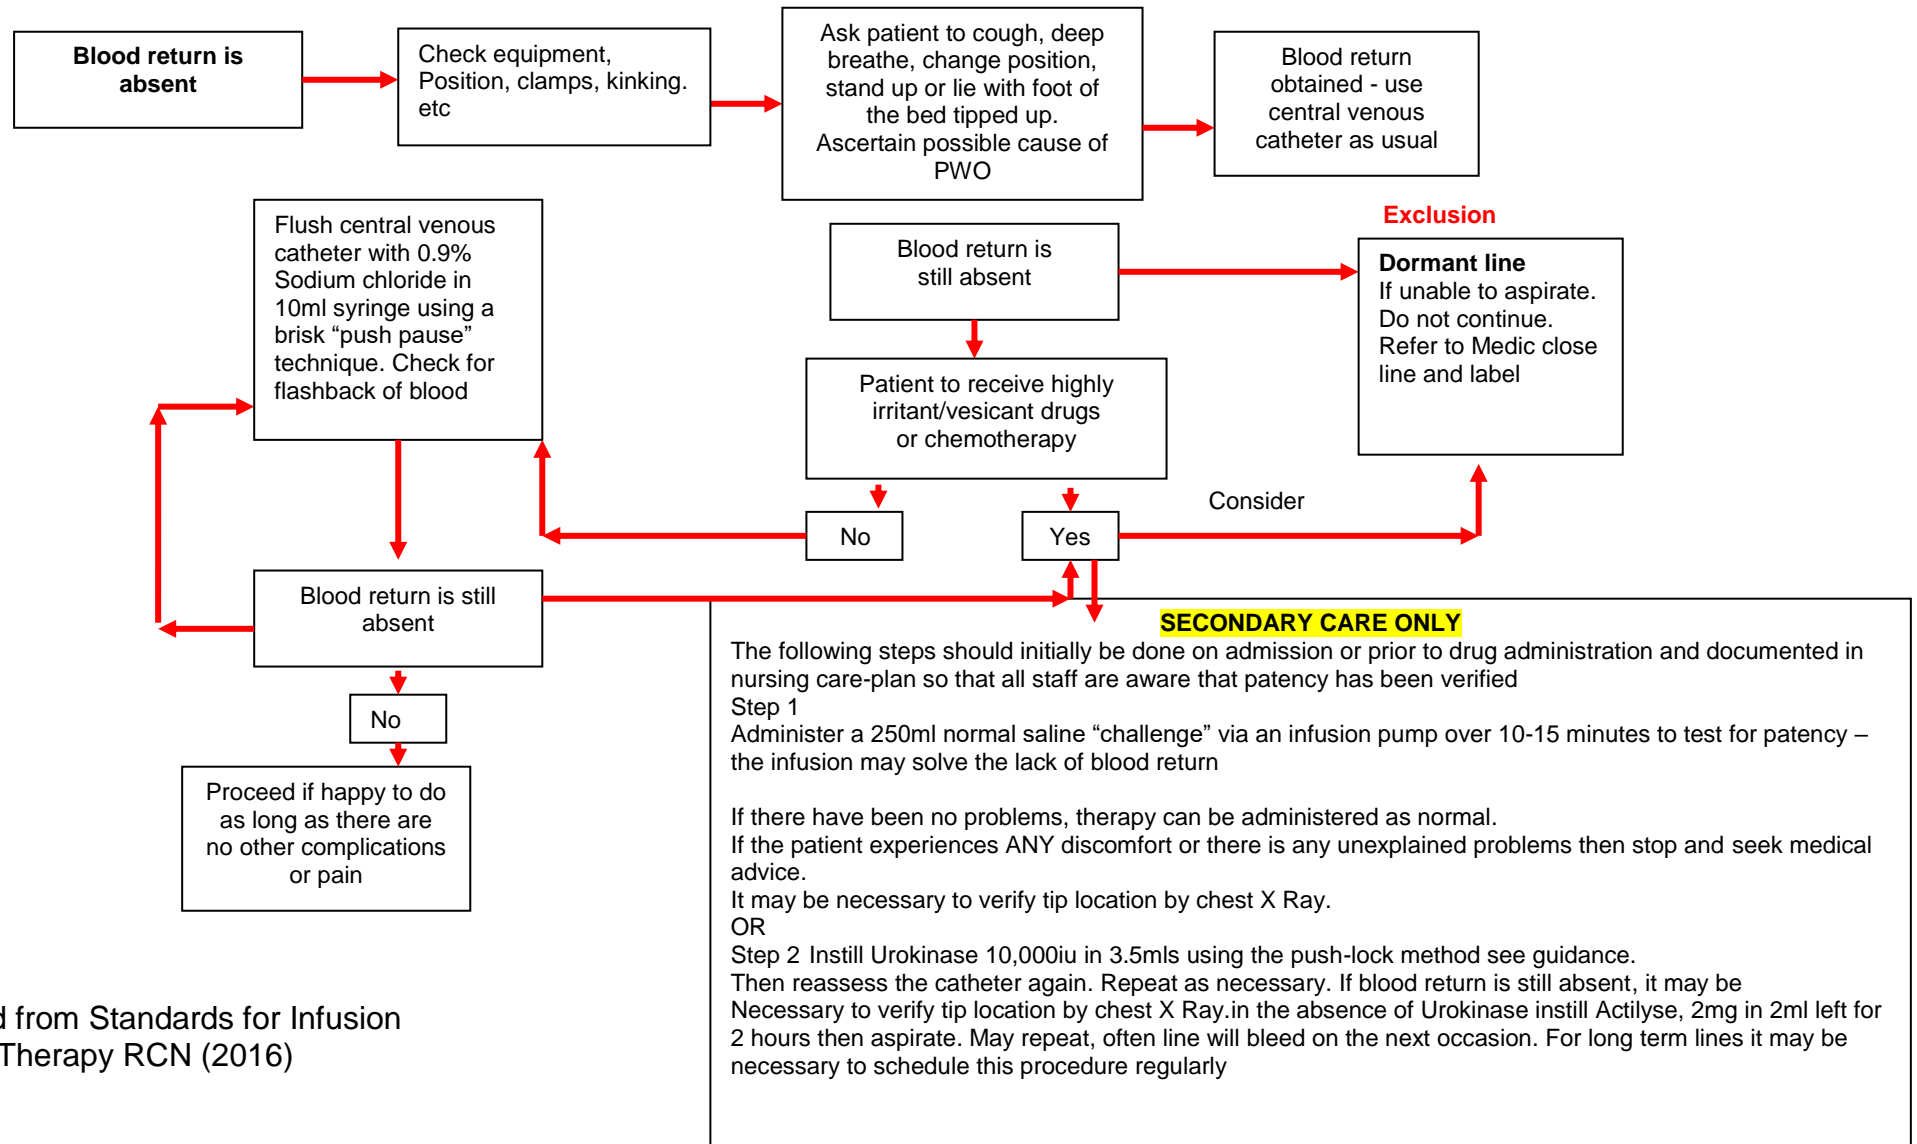 Blood return is
absent
Check equipment,
Position, clamps, kinking.
etc
Ask patient to cough, deep
breathe, change position,
stand up or lie with foot of
the bed tipped up.
Ascertain possible cause of
PWO
Blood return
obtained - use
central venous
catheter as usual
Flush central venous
catheter with 0.9%
Sodium chloride in
10ml syringe using a
brisk “push pause”
technique. Check for
flashback of blood
Blood return is
still absent
Exclusion
Dormant line
If unable to aspirate.
Do not continue.
Refer to Medic close
line and label
Patient to receive highly
irritant/vesicant drugs
or chemotherapy
Consider
No
Yes
Blood return is still
absent
No
Proceed if happy to do
as long as there are
no other complications
or pain
SECONDARY CARE ONLY
The following steps should initially be done on admission or prior to drug administration and documented in
nursing care-plan so that all staff are aware that patency has been verified
Step 1
Administer a 250ml normal saline “challenge” via an infusion pump over 10-15 minutes to test for patency –
the infusion may solve the lack of blood return
If there have been no problems, therapy can be administered as normal.
If the patient experiences ANY discomfort or there is any unexplained problems then stop and seek medical
advice.
It may be necessary to verify tip location by chest X Ray.
OR
Step 2 Instill Urokinase 10,000iu in 3.5mls using the push-lock method see guidance.
Then reassess the catheter again. Repeat as necessary. If blood return is still absent, it may be
Necessary to verify tip location by chest X Ray.in the absence of Urokinase instill Actilyse, 2mg in 2ml left for
2 hours then aspirate. May repeat, often line will bleed on the next occasion. For long term lines it may be
necessary to schedule this procedure regularly
from Standards for Infusion
Therapy RCN (2016)